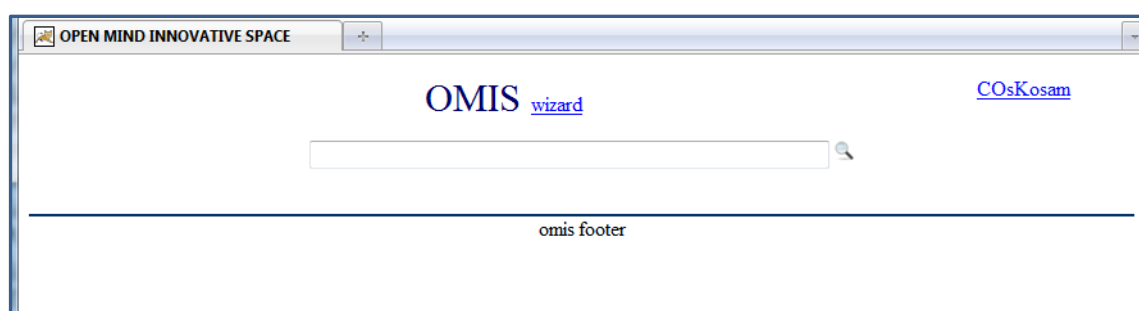 OPEN MIND INNOVATIVE SPACE
OMIS wizard
COsKosam
omis footer